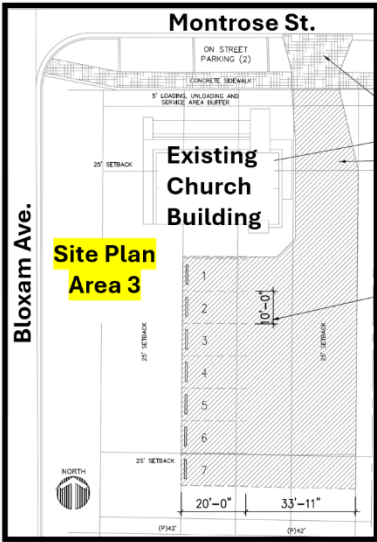 Montrose St.
ON STREET
PARKING (2)
CONCRETE SIDEWALK
5' LOADING, UNLOADING AND
SERVICE AREA BUFFER
25' SETBACK
Existing
Church
Building
Bloxam Ave.
Site Plan
Area 3
1
2
10'-0"
3
25' SETBACK
25' SETBACK
4
5
6
25' SETBACK
7
NORTH
20'-0"
33'-11"
(P)42'
(P)42'